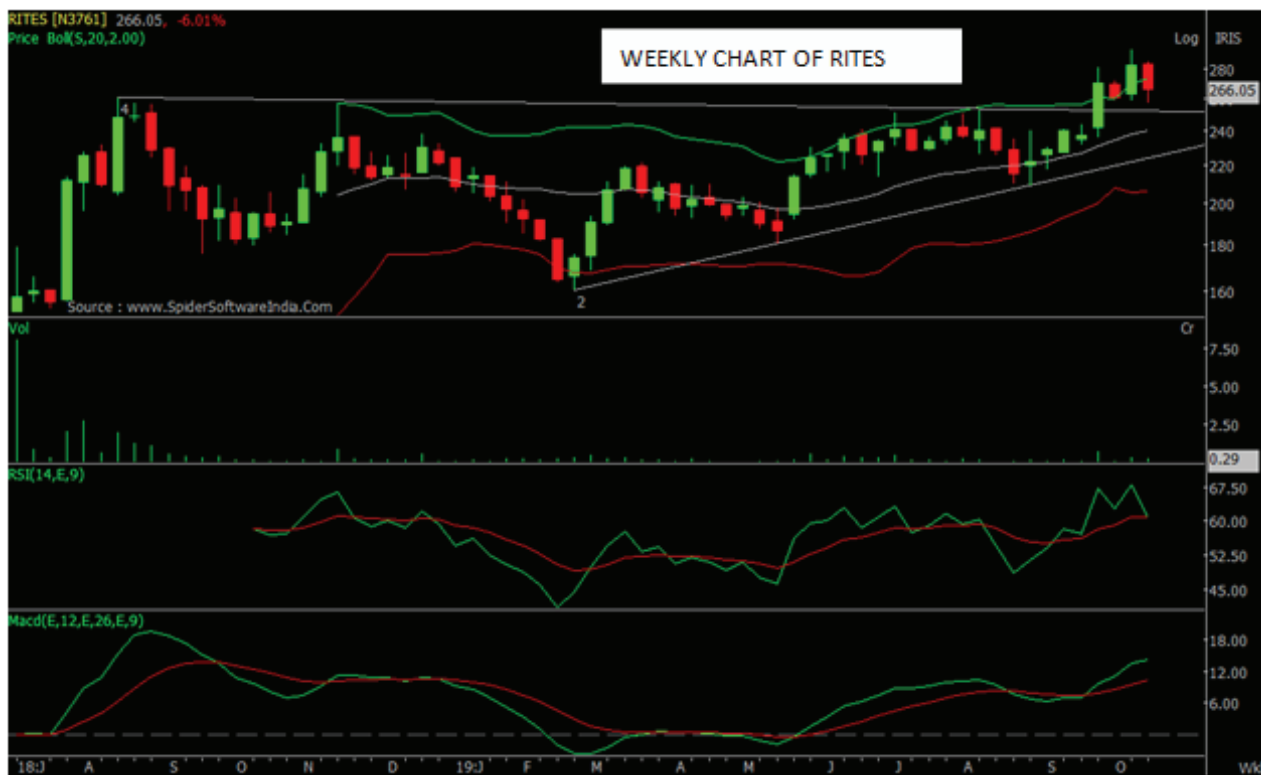 RITES [N3761] 266.05, -6.01%
Price Boll(S,20,2.00)
WEEKLY CHART OF RITES
Log IRIS
280
266.05
240
220
200
180
160
4
2
Source : www.SpiderSoftwareIndia.Com
Vol
Cr
7.50
5.00
2.50
0.29
RSI(14,E,9)
67.50
60.00
52.50
45.00
Macd(E,12,E,26,E,9)
18.00
12.00
6.00
18:J A S O N D 19:J F M A M J J A S O Wk